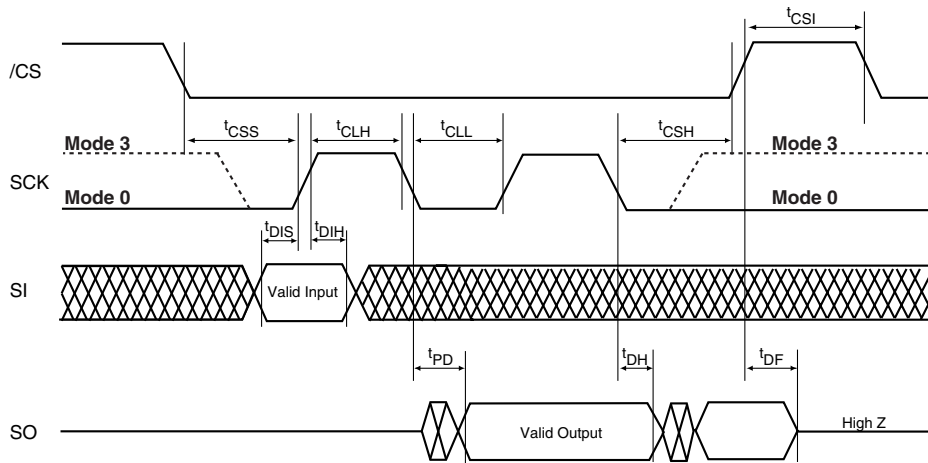 tCSI
/CS
tCSS
tCLH
tCLL
tCSH
Mode 3
Mode 3
SCK
Mode 0
Mode 0
tDIS
tDIH
SI
Valid Input
tPD
tDH
tDF
SO
Valid Output
High Z